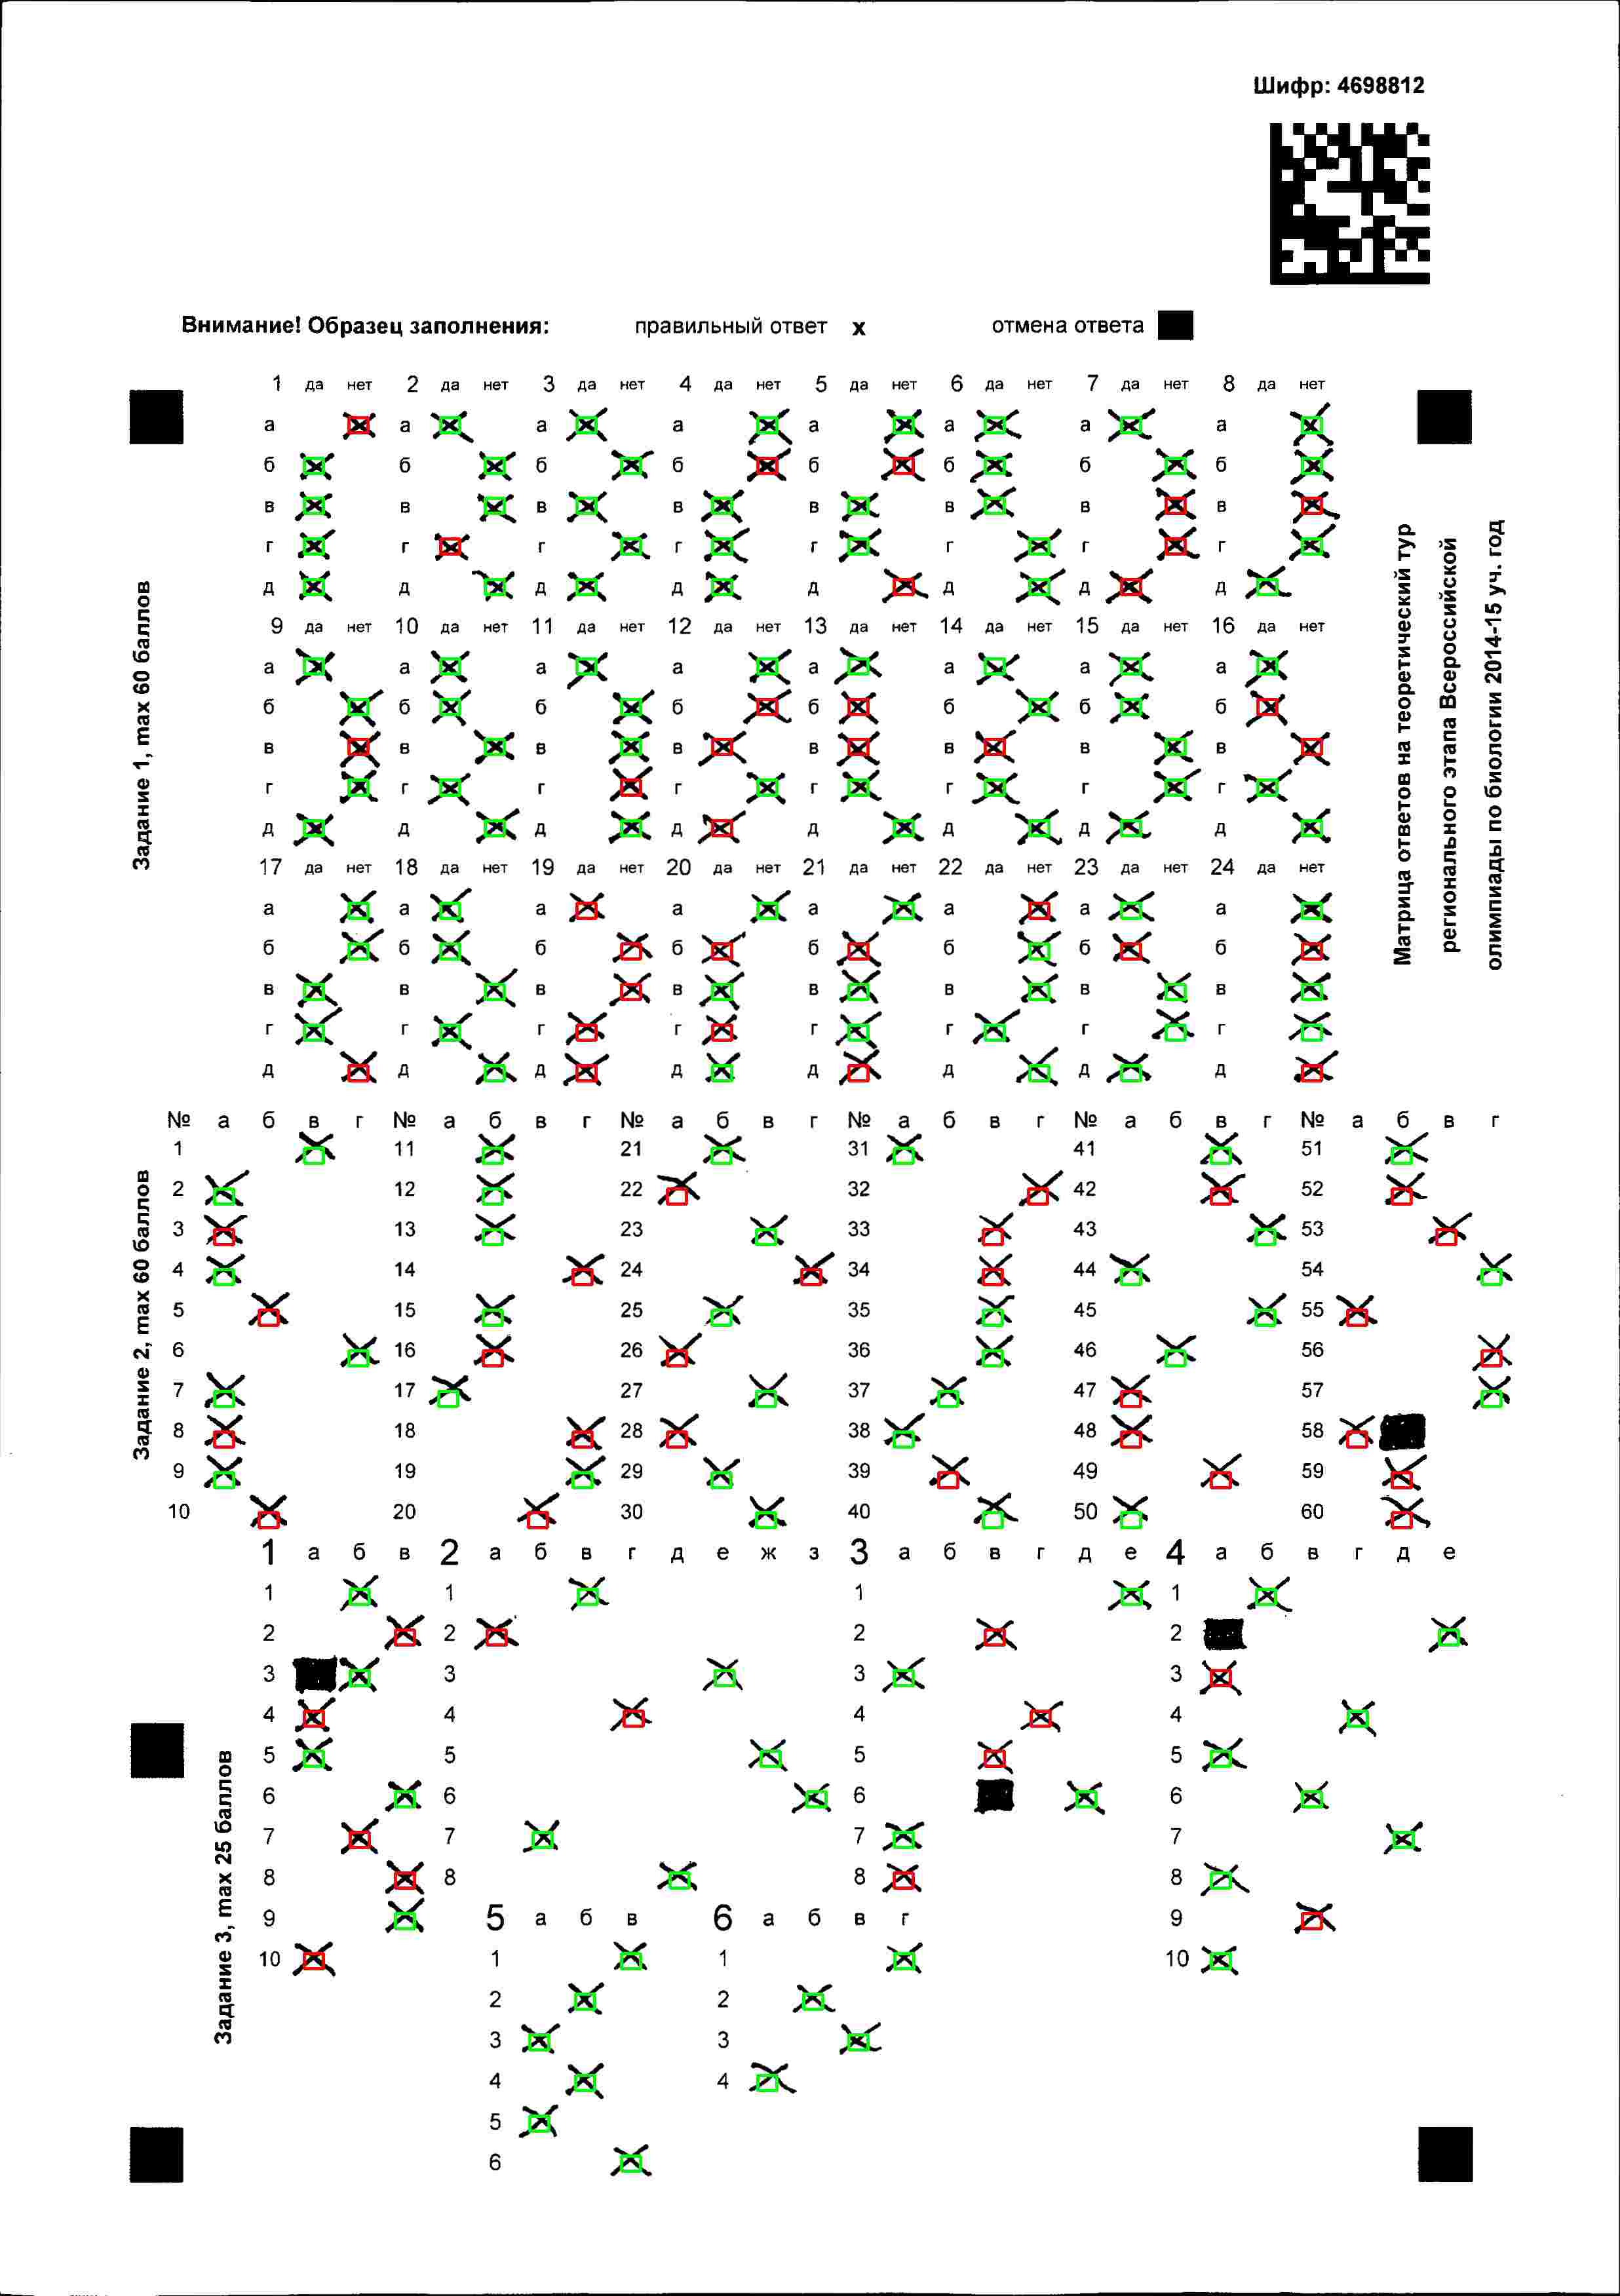 Шифр: 4698812
Внимание! Образец заполнения: правильный ответ x отмена ответа
1 да нет 2 да нет 3 да нет 4 да нет 5 да нет 6 да нет 7 да нет 8 да нет
а а а а а а а а
б б б б б б б б
в в в в в в в в
г г г г г г г г
д д д д д д д д
9 да нет 10 да нет 11 да нет 12 да нет 13 да нет 14 да нет 15 да нет 16 да нет
а а а а а а а а
б б б б б б б б
в в в в в в в в
г г г г г г г г
д д д д д д д д
17 да нет 18 да нет 19 да нет 20 да нет 21 да нет 22 да нет 23 да нет 24 да нет
а а а а а а а а
б б б б б б б б
в в в в в в в в
г г г г г г г г
д д д д д д д д
Задание 1, max 60 баллов
Матрица ответов на теоретический тур
регионального этапа Всероссийской
олимпиады по биологии 2014-15 уч. год
№ а б в г № а б в г № а б в г № а б в г № а б в г № а б в г
1 11 21 31 41 51
2 12 22 32 42 52
3 13 23 33 43 53
4 14 24 34 44 54
5 15 25 35 45 55
6 16 26 36 46 56
7 17 27 37 47 57
8 18 28 38 48 58
9 19 29 39 49 59
10 20 30 40 50 60
Задание 2, max 60 баллов
1 а б в 2 а б в г д е ж з 3 а б в г д е 4 а б в г д е
1 1 1 1
2 2 2 2
3 3 3 3
4 4 4 4
5 5 5 5
6 6 6 6
7 7 7 7
8 8 8 8
9 5 а б в 6 а б в г 9
10 1 1 10
2 2
3 3
4 4
5
6
Задание 3, max 25 баллов